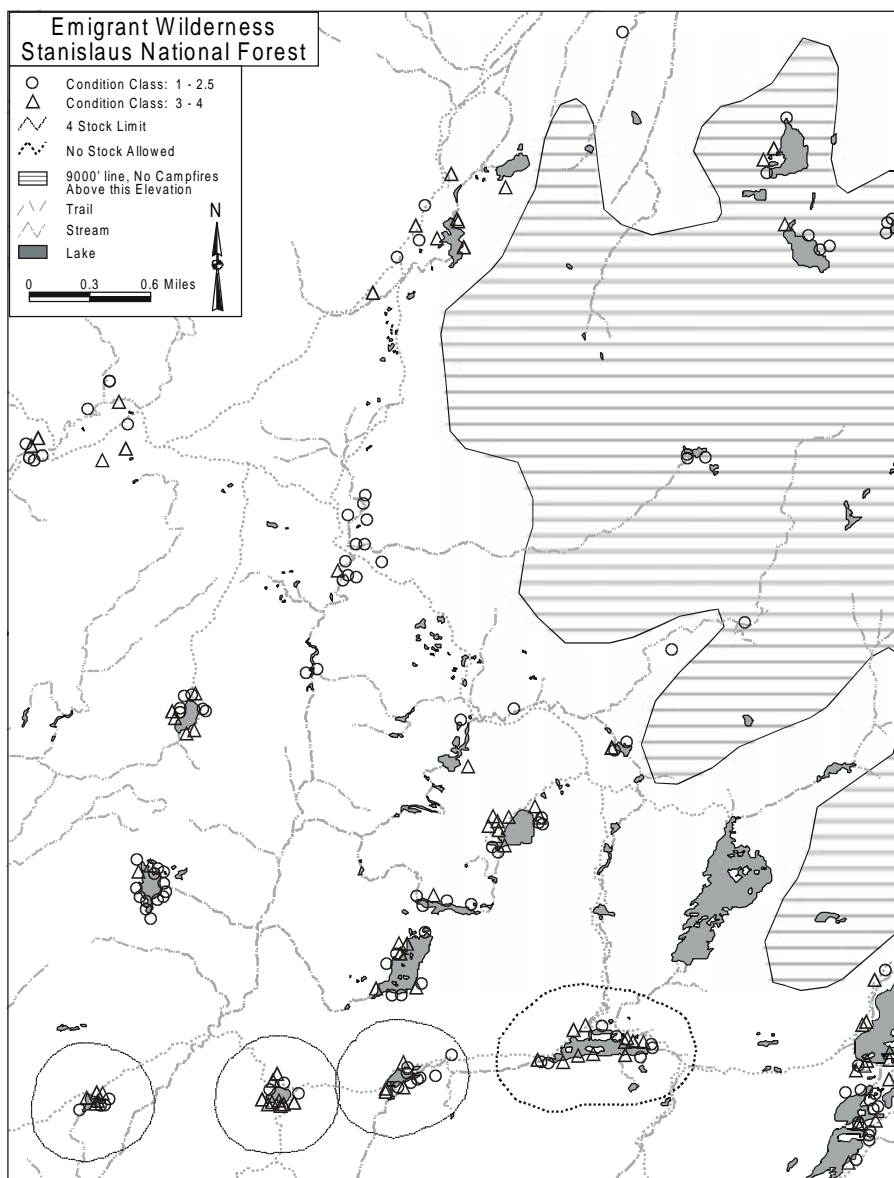 Emigrant Wilderness
Stanislaus National Forest
Condition Class: 1 - 2.5
Condition Class: 3 - 4
4 Stock Limit
No Stock Allowed
9000' line, No Campfires
Above this Elevation
Trail
Stream
Lake
N
0 0.3 0.6 Miles